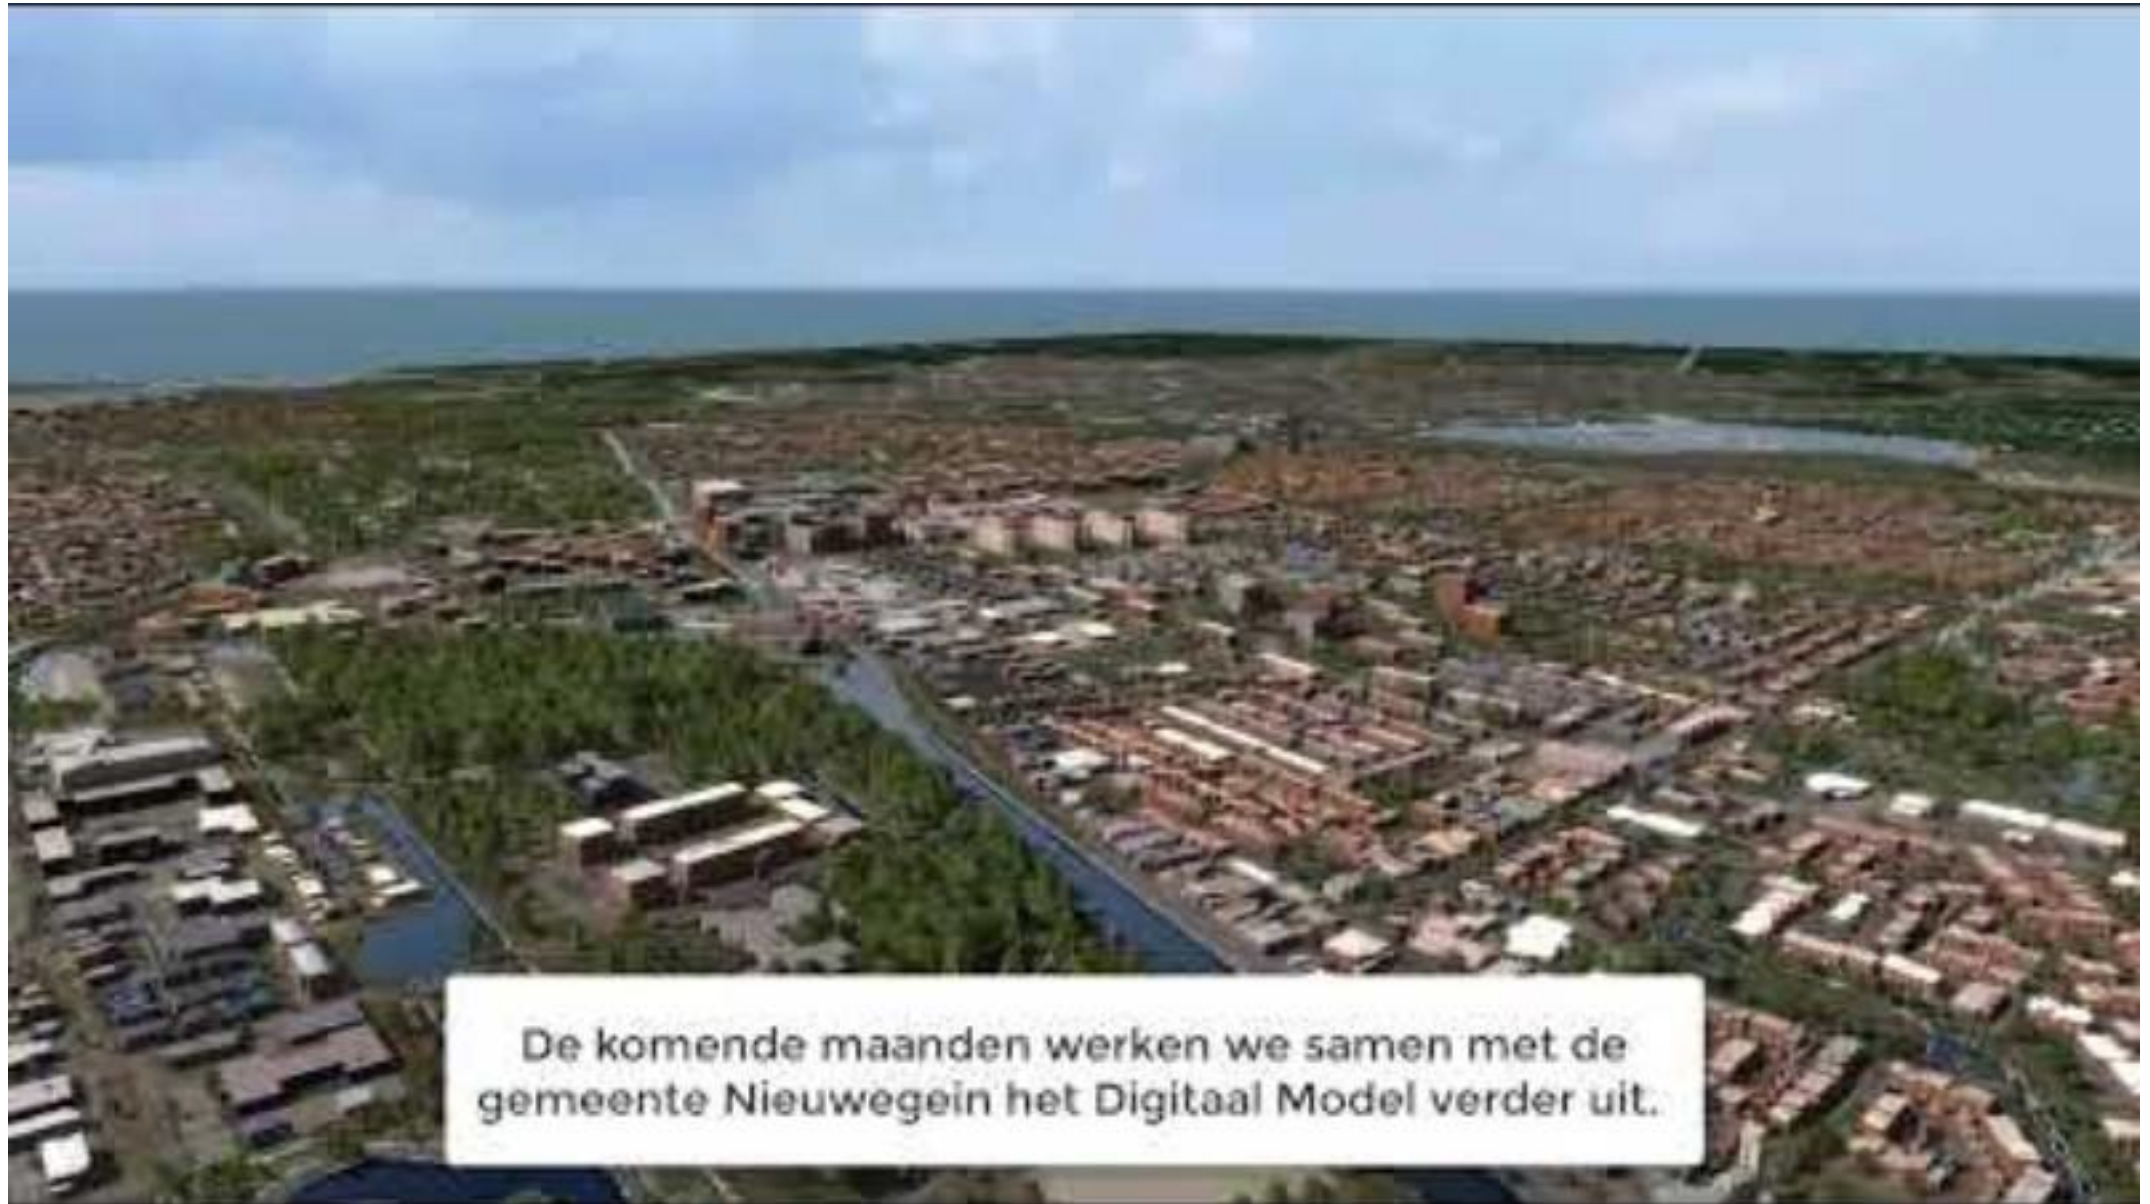 De komende maanden werken we samen met de
gemeente Nieuwegein het Digitaal Model verder uit.